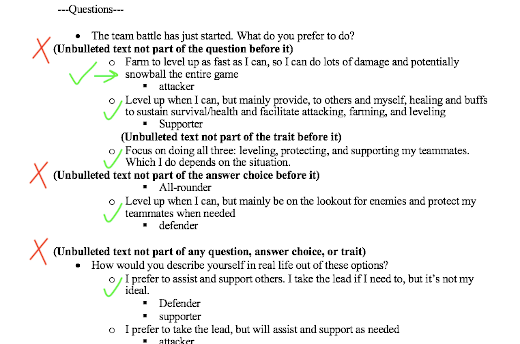 ---Questions---
• The team battle has just started. What do you prefer to do?
(Unbulleted text not part of the question before it)
o Farm to level up as fast as I can, so I can do lots of damage and potentially
snowball the entire game
▪ attacker
o Level up when I can, but mainly provide, to others and myself, healing and buffs
to sustain survival/health and facilitate attacking, farming, and leveling
▪ Supporter
(Unbulleted text not part of the trait before it)
o Focus on doing all three: leveling, protecting, and supporting my teammates.
Which I do depends on the situation.
(Unbulleted text not part of the answer choice before it)
▪ All-rounder
o Level up when I can, but mainly be on the lookout for enemies and protect my
teammates when needed
▪ defender
(Unbulleted text not part of any question, answer choice, or trait)
• How would you describe yourself in real life out of these options?
o I prefer to assist and support others. I take the lead if I need to, but it's not my
ideal.
▪ Defender
▪ supporter
o I prefer to take the lead, but will assist and support as needed
▪ attacker